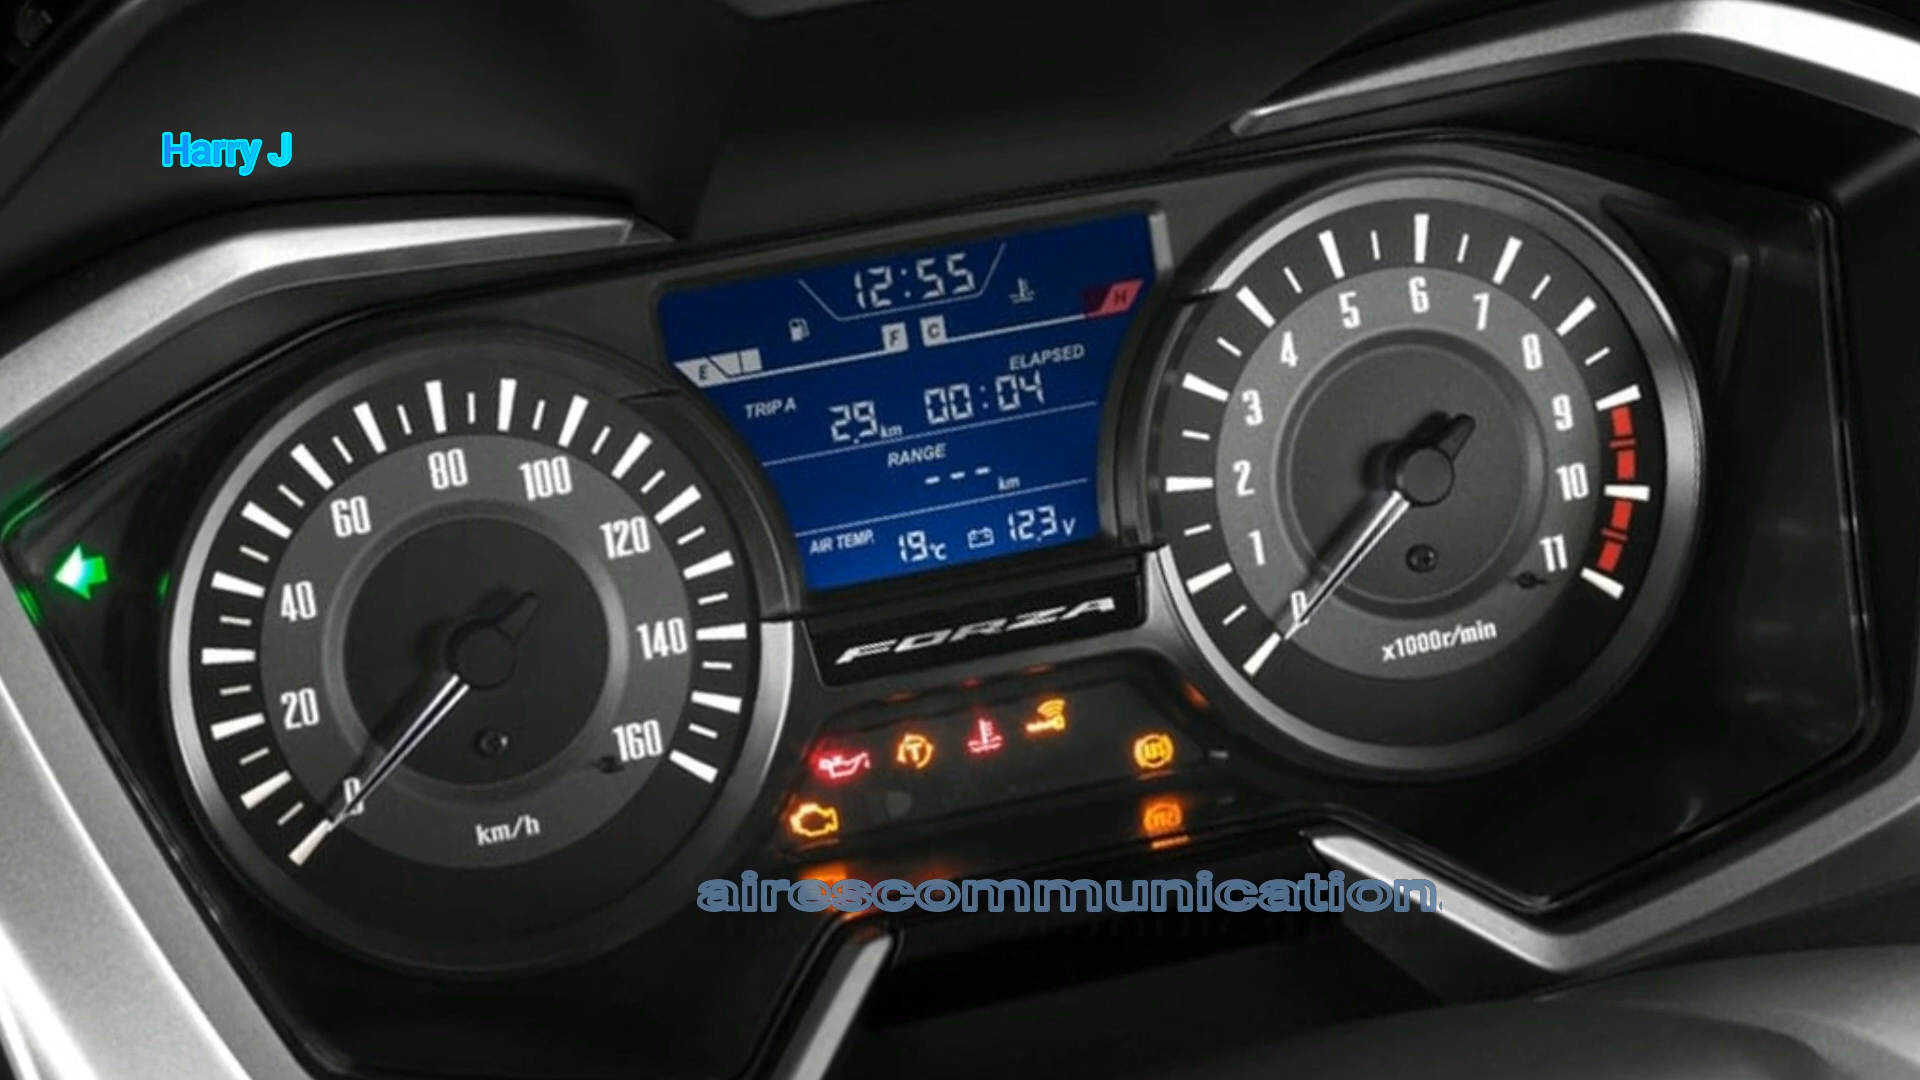 Harry J
12:55
E
F
C
H
TRIP A
29 km
ELAPSED
00:04
RANGE
--- km
AIR TEMP.
19°C
12.3 V
FORZA
0
20
40
60
80
100
120
140
160
km/h
0
1
2
3
4
5
6
7
8
9
10
11
x1000r/min
T
airescommunication